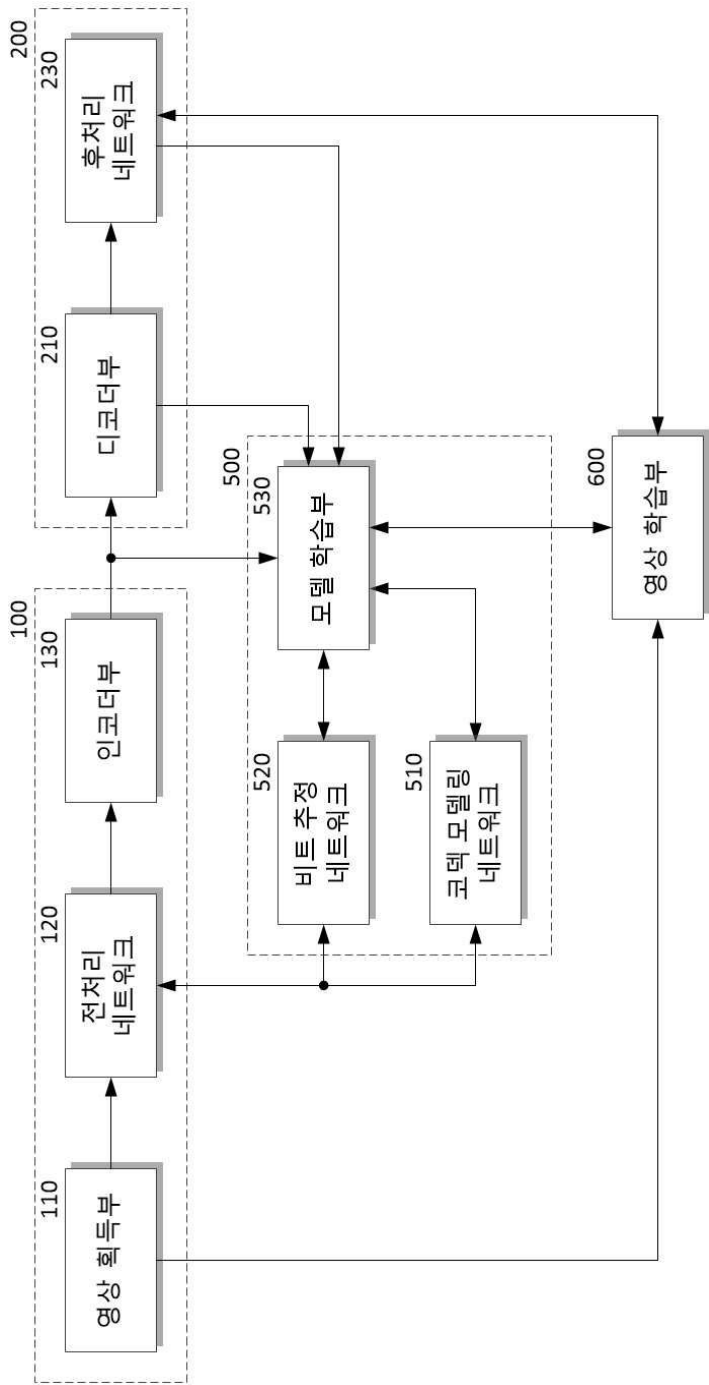 100
110
영상 획득부
120
전처리
네트워크
130
인코더부
200
210
디코더부
230
후처리
네트워크
500
520
비트 추정
네트워크
530
모델 학습부
510
코덱 모델링
네트워크
600
영상 학습부